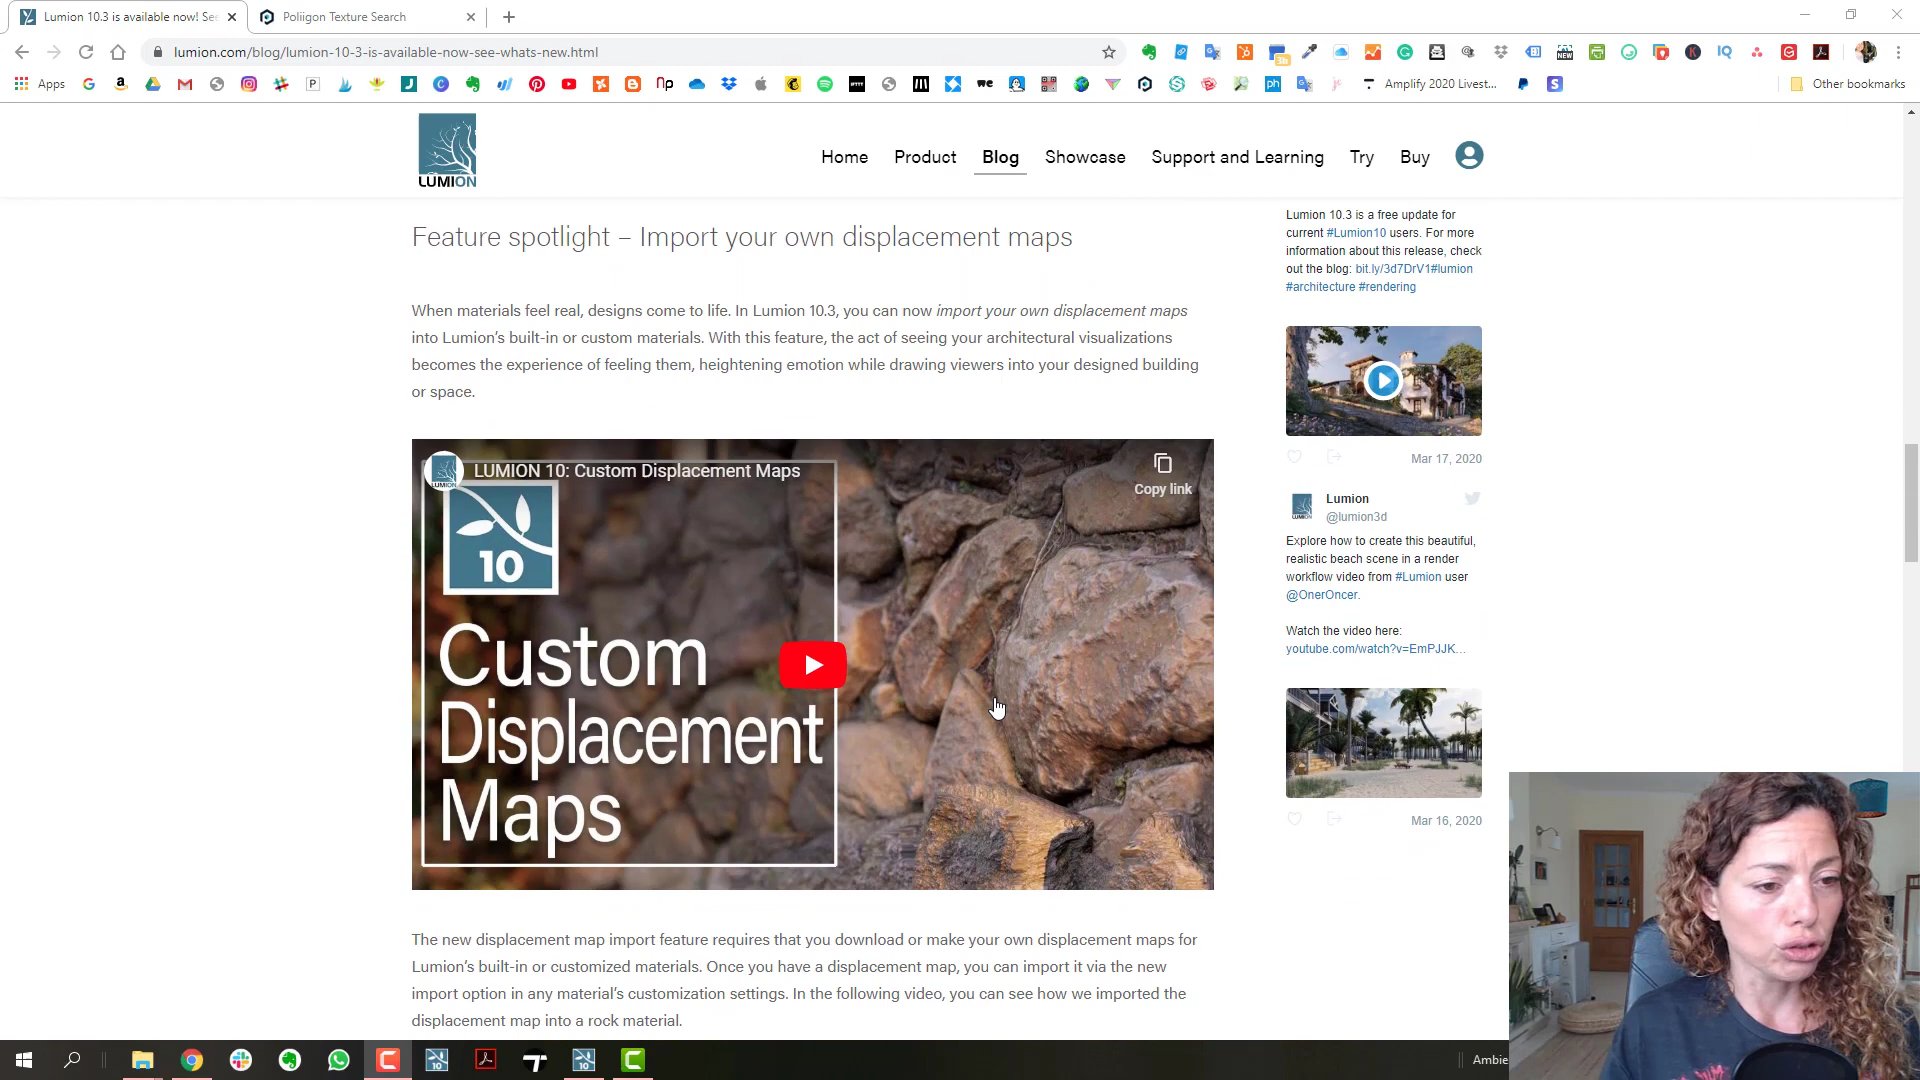 Lumion 10.3 is available now! See
Poliigon Texture Search
lumion.com/blog/lumion-10-3-is-available-now-see-whats-new.html
Apps
Amplify 2020 Livest...
Other bookmarks
LUMION
Home
Product
Blog
Showcase
Support and Learning
Try
Buy
Feature spotlight – Import your own displacement maps
When materials feel real, designs come to life. In Lumion 10.3, you can now import your own displacement maps
into Lumion's built-in or custom materials. With this feature, the act of seeing your architectural visualizations
becomes the experience of feeling them, heightening emotion while drawing viewers into your designed building
or space.
LUMION 10: Custom Displacement Maps
Copy link
10
Custom
Displacement
Maps
The new displacement map import feature requires that you download or make your own displacement maps for
Lumion's built-in or customized materials. Once you have a displacement map, you can import it via the new
import option in any material's customization settings. In the following video, you can see how we imported the
displacement map into a rock material.
Lumion 10.3 is a free update for
current #Lumion10 users. For more
information about this release, check
out the blog: bit.ly/3d7DrV1#lumion
#architecture #rendering
Mar 17, 2020
Lumion
@lumion3d
Explore how to create this beautiful,
realistic beach scene in a render
workflow video from #Lumion user
@OnerOncer.
Watch the video here:
youtube.com/watch?v=EmPJJK...
Mar 16, 2020
Ambie